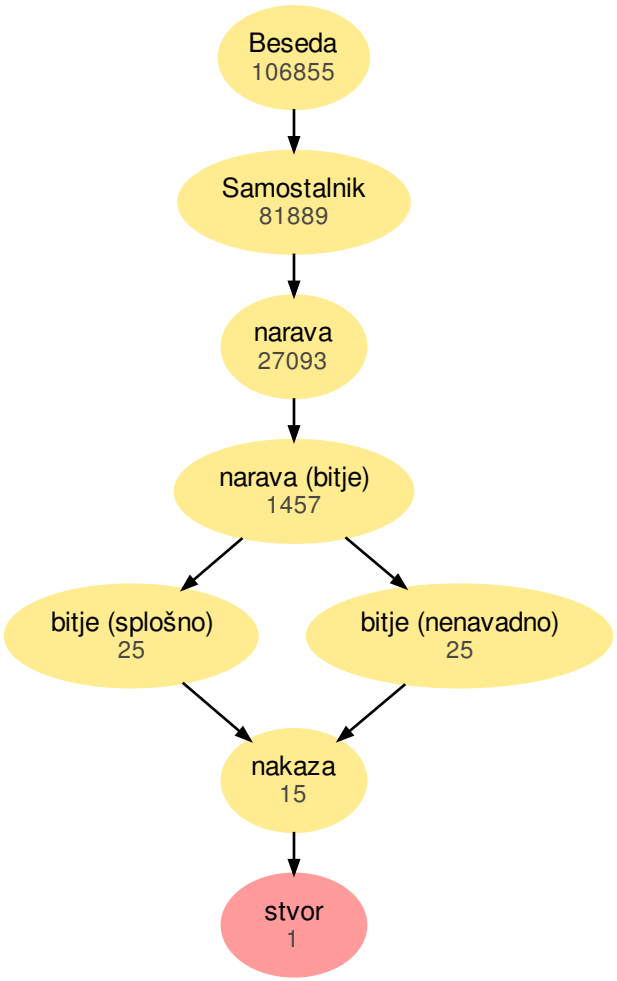 Beseda
106855
Samostalnik
81889
narava
27093
narava (bitje)
1457
bitje (splošno)
25
bitje (nenavadno)
25
nakaza
15
stvor
1